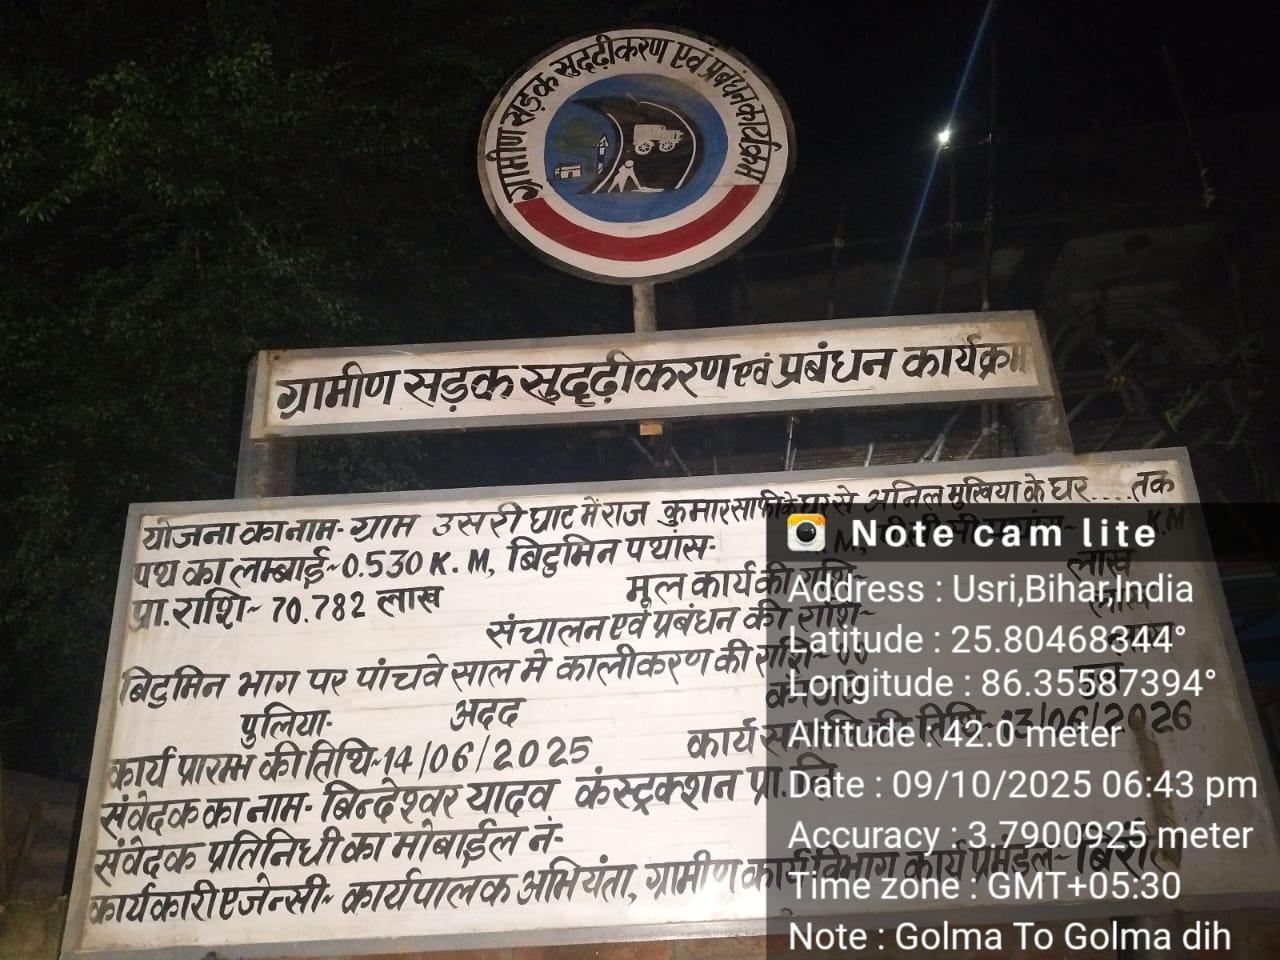 ग्रामीण सड़क सुदृढ़ीकरण एवं प्रबंधन कार्यक्रम
ग्रामीण सड़क सुदृढ़ीकरण एवं प्रबंधन कार्यक्र
योजना का नाम- ग्राम उसरी घाट में राज कुमार साफी के घर से अनिल मुखिया के घर....तक
पथ का लम्बाई~0.530 K.M, बिटुमिन पथांस- K.M
प्रा.राशि~ 70.782 लाख मूल कार्य की राशि~ लाख
संचालन एवं प्रबंधन की राशि~
बिटुमिन भाग पर पांचवे साल मे कालीकरण की राशि~
पुलिया- अदद
कार्य प्रारम्भ की तिथि~14/06/2025 कार्य की तिथि~13/06/2026
संवेदक का नाम- बिन्देश्वर यादव कंस्ट्रक्शन प्रा.
संवेदक प्रतिनिधी का मोबाईल नं-
कार्यकारी एजेन्सी~ कार्यपालक अभियंता, ग्रामीण कार्य विभाग कार्य प्रमंडल~
Note cam lite
Address : Usri,Bihar,India
Latitude : 25.80468344°
Longitude : 86.35587394°
Altitude : 42.0 meter
Date : 09/10/2025 06:43 pm
Accuracy : 3.7900925 meter
Time zone : GMT+05:30
Note : Golma To Golma dih